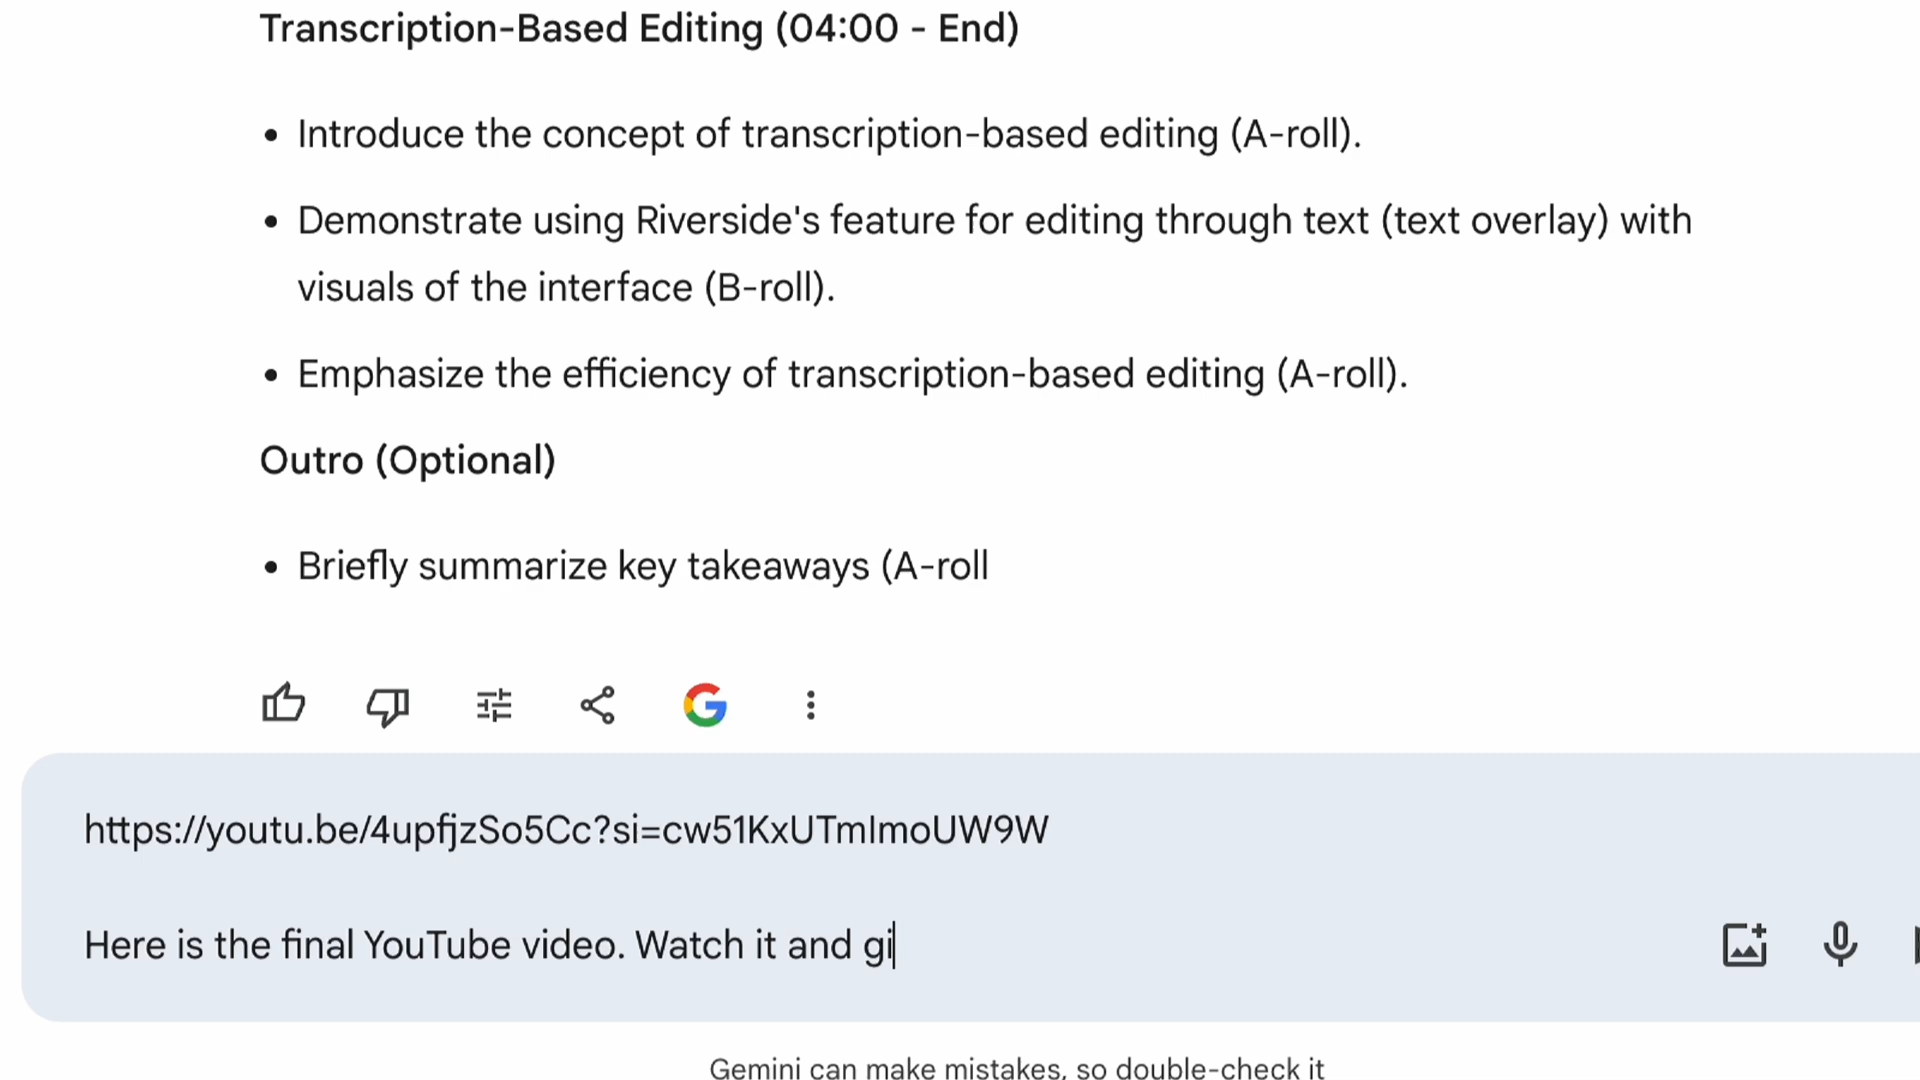 Transcription-Based Editing (04:00 - End)
• Introduce the concept of transcription-based editing (A-roll).
• Demonstrate using Riverside's feature for editing through text (text overlay) with
visuals of the interface (B-roll).
• Emphasize the efficiency of transcription-based editing (A-roll).
Outro (Optional)
• Briefly summarize key takeaways (A-roll
https://youtu.be/4upfjzSo5Cc?si=cw51KxUTmImoUW9W
Here is the final YouTube video. Watch it and gi
Gemini can make mistakes, so double-check it